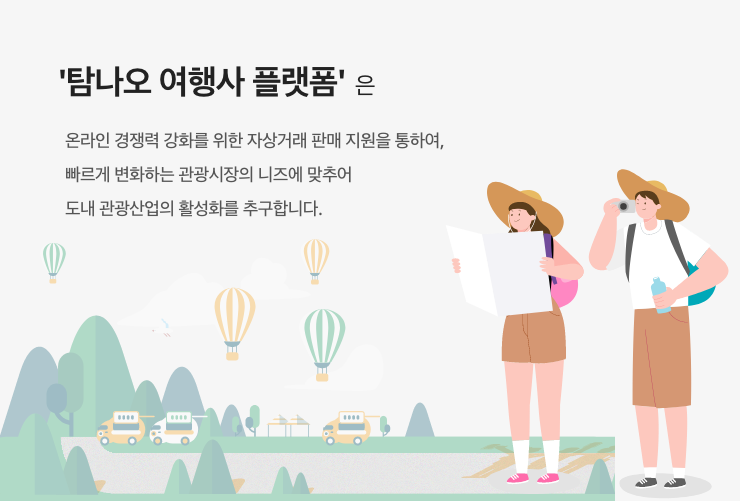 '탐나오 여행사 플랫폼' 은
온라인 경쟁력 강화를 위한 자상거래 판매 지원을 통하여,
빠르게 변화하는 관광시장의 니즈에 맞추어
도내 관광산업의 활성화를 추구합니다.